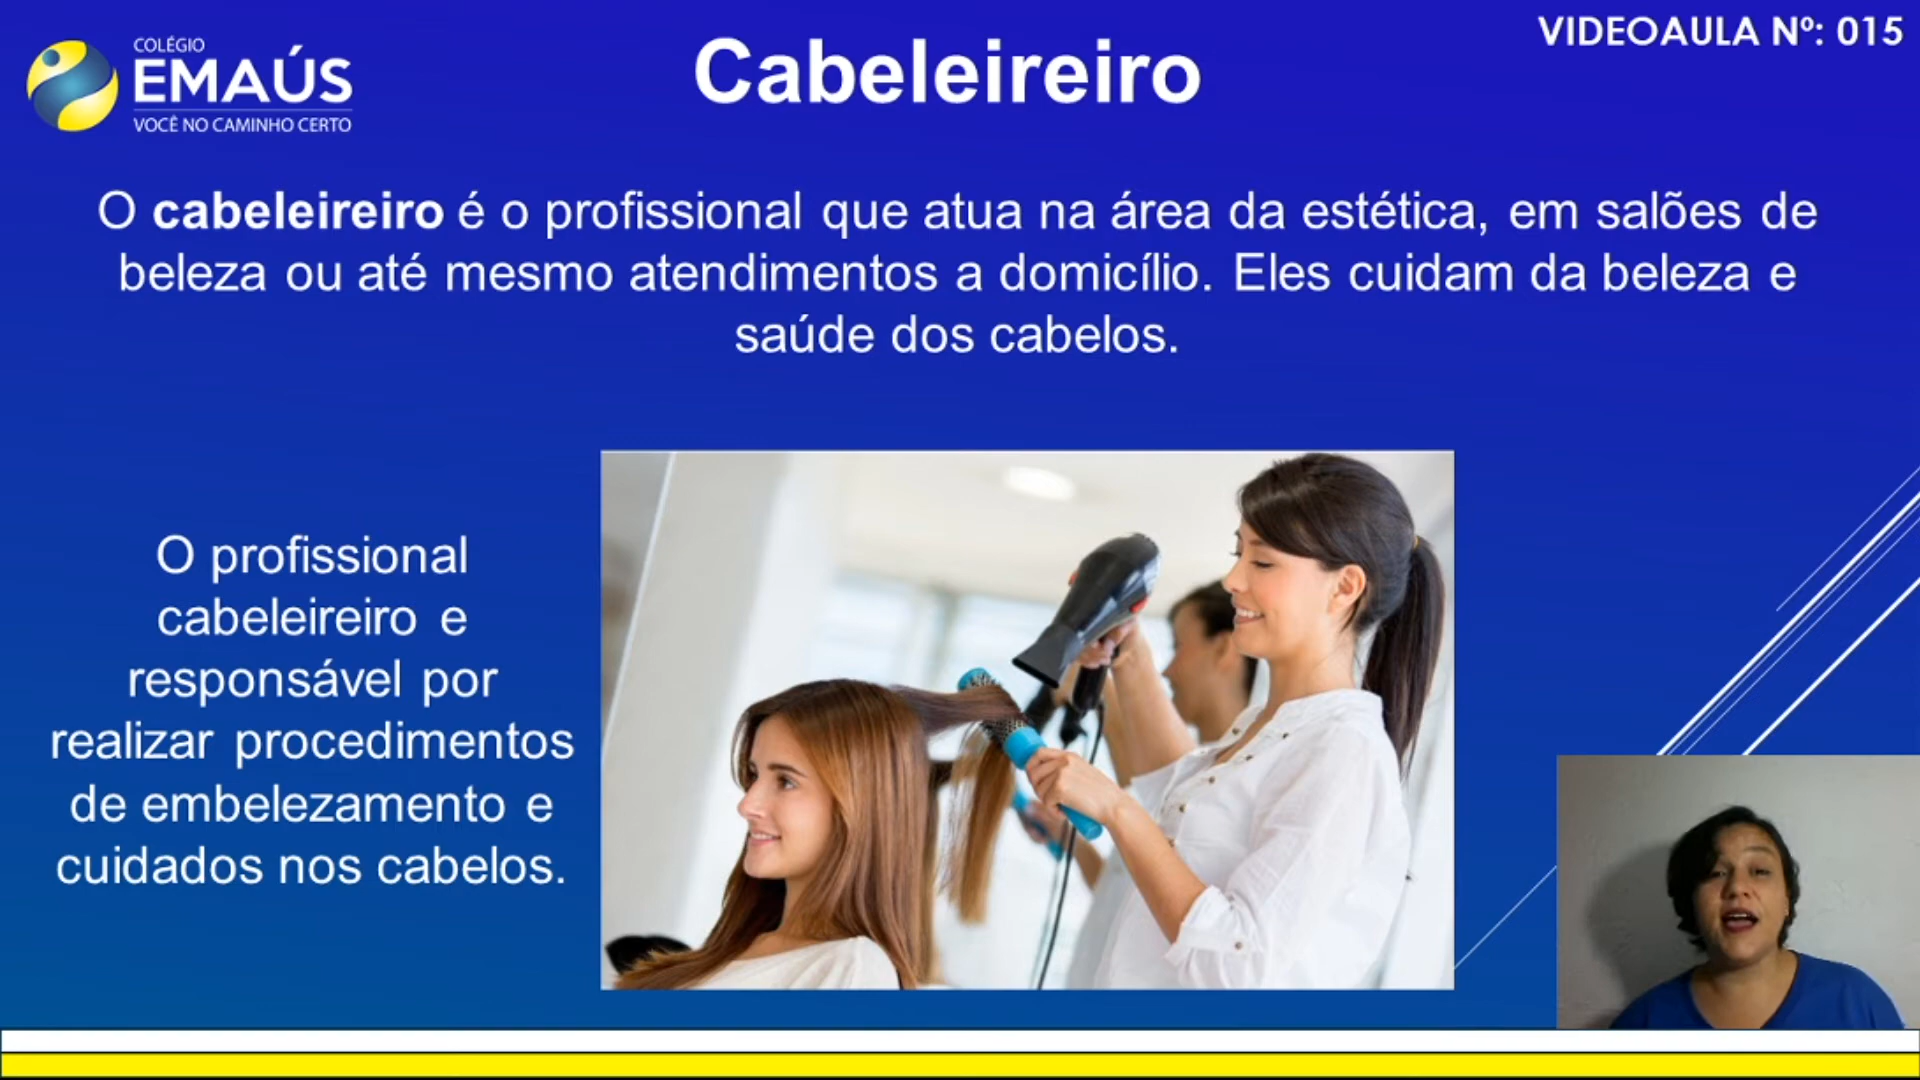 COLÉGIO
EMAÚS
VOCÊ NO CAMINHO CERTO
Cabeleireiro
VIDEOAULA Nº: 015
O cabeleireiro é o profissional que atua na área da estética, em salões de
beleza ou até mesmo atendimentos a domicílio. Eles cuidam da beleza e
saúde dos cabelos.
O profissional
cabeleireiro e
responsável por
realizar procedimentos
de embelezamento e
cuidados nos cabelos.